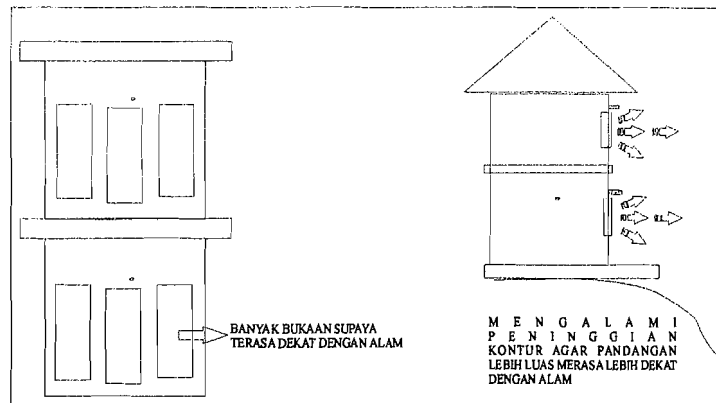 BANYAK BUKAAN SUPAYA
TERASA DEKAT DENGAN ALAM
M E N G A L A M I
P E N I N G G I A N
KONTUR AGAR PANDANGAN
LEBIH LUAS MERASA LEBIH DEKAT
DENGAN ALAM